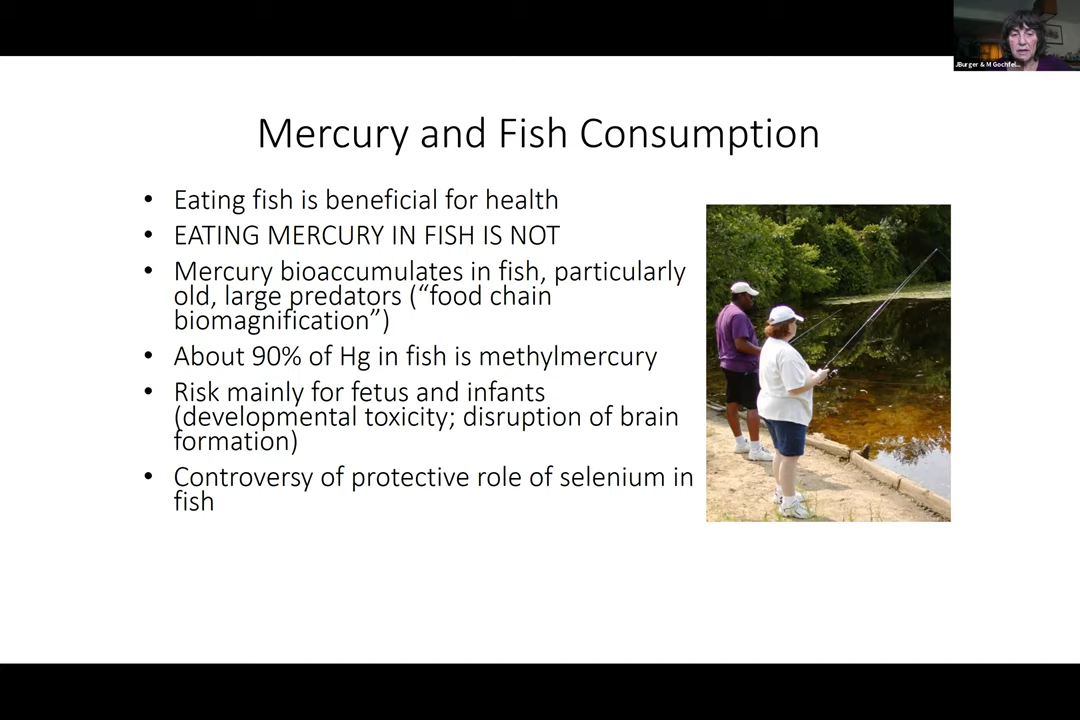 JBurger & M Gochfel...
Mercury and Fish Consumption
• Eating fish is beneficial for health
• EATING MERCURY IN FISH IS NOT
• Mercury bioaccumulates in fish, particularly
old, large predators (“food chain
biomagnification”)
• About 90% of Hg in fish is methylmercury
• Risk mainly for fetus and infants
(developmental toxicity; disruption of brain
formation)
• Controversy of protective role of selenium in
fish